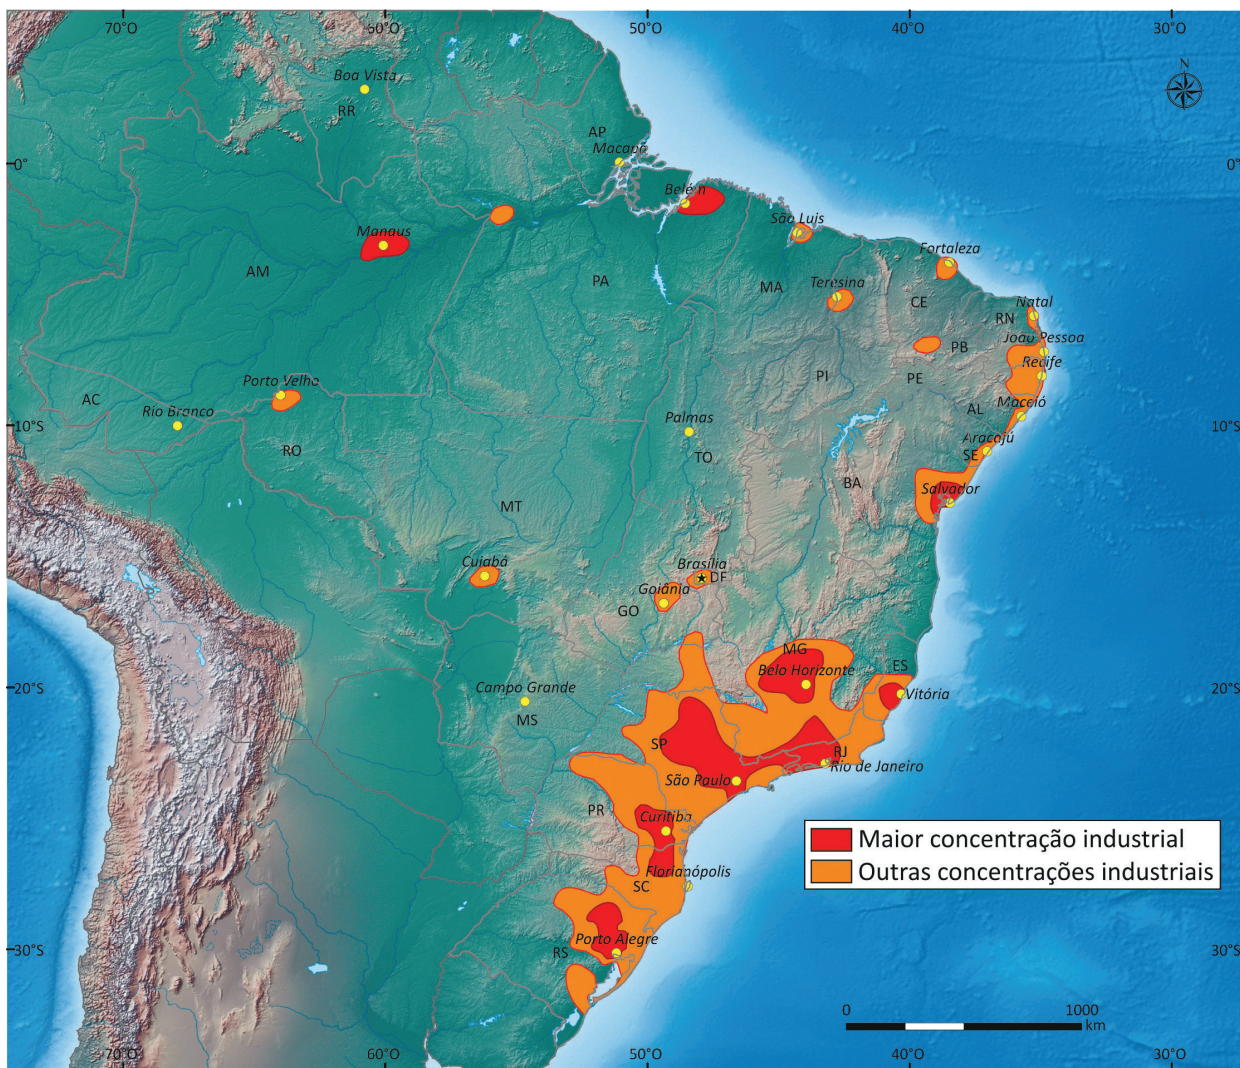 70°O
50°O
40°O
30°O
N
60°O
Boa Vista
RR
AP
Macapá
0°
0°
Belém
São Luis
Manaus
Fortaleza
AM
PA
MA
Teresina
CE
Natal
RN
João Pessoa
PB
Recife
PI
PE
Porto Velho
AC
Rio Branco
Palmas
AL
Maceió
10°S
10°S
RO
TO
Aracajú
SE
BA
Salvador
MT
Cuiabá
Brasília
DF
Goiânia
GO
MG
Belo Horizonte
ES
20°S
Campo Grande
Vitória
20°S
MS
SP
RJ
São Paulo
Rio de Janeiro
PR
Curitiba
Maior concentração industrial
Florianópolis
Outras concentrações industriais
SC
Porto Alegre
30°S
RS
30°S
0
1000
km
70°O
60°O
50°O
40°O
30°O